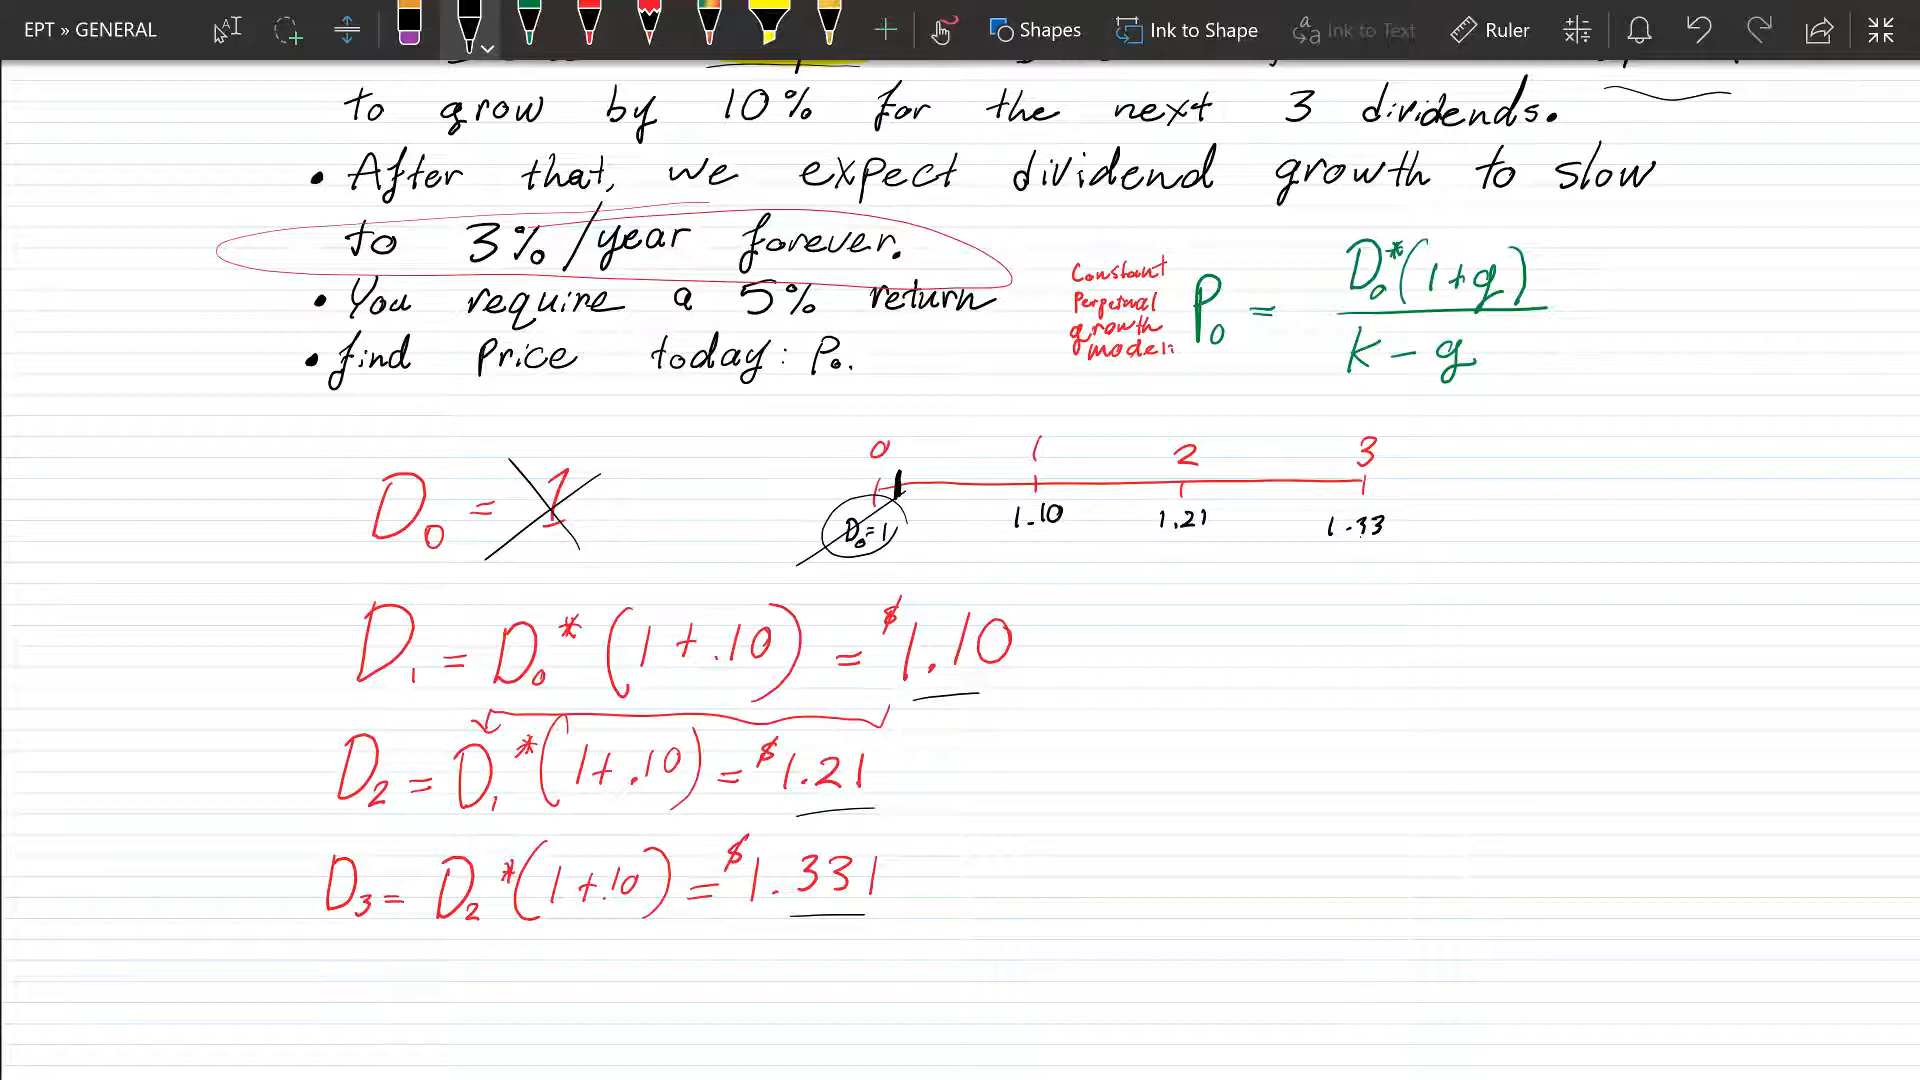 EPT » GENERAL
Shapes
Ink to Shape
Ink to Text
Ruler
to grow by 10% for the next 3 dividends.
• After that, we expect dividend growth to slow
to 3%/year forever.
• You require a 5% return
• find Price today: P₀.
Constant
Perpetual
growth
model:
P₀ = D₀*(1+g)
K - g
D₀ = 1
0 1 2 3
D₀=1 1.10 1.21 1.33
D₁ = D₀*(1+.10) = $1.10
D₂ = D₁*(1+.10) = $1.21
D₃ = D₂*(1+.10) = $1.331